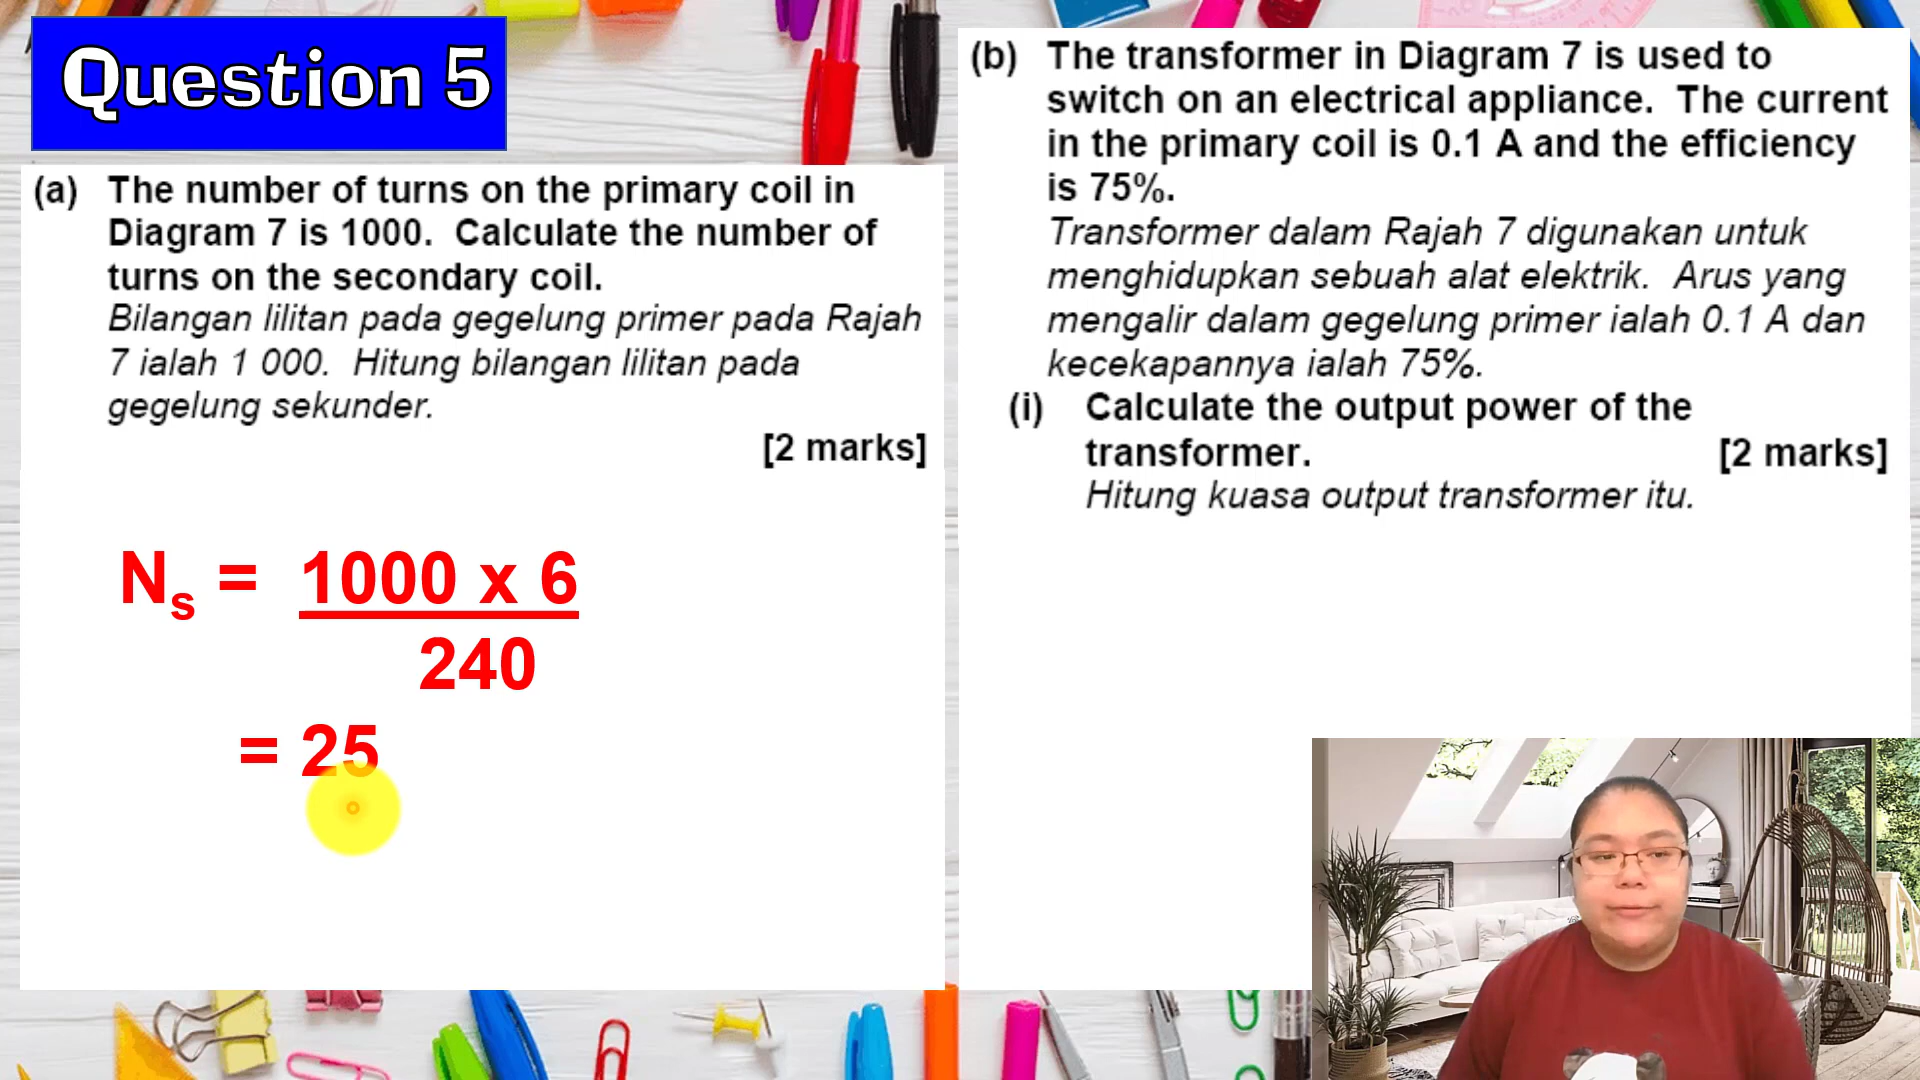 Question 5
(a) The number of turns on the primary coil in
Diagram 7 is 1000. Calculate the number of
turns on the secondary coil.
Bilangan lilitan pada gegelung primer pada Rajah
7 ialah 1 000. Hitung bilangan lilitan pada
gegelung sekunder.
[2 marks]
Ns = 1000 x 6
240
= 25
(b) The transformer in Diagram 7 is used to
switch on an electrical appliance. The current
in the primary coil is 0.1 A and the efficiency
is 75%.
Transformer dalam Rajah 7 digunakan untuk
menghidupkan sebuah alat elektrik. Arus yang
mengalir dalam gegelung primer ialah 0.1 A dan
kecekapannya ialah 75%.
(i) Calculate the output power of the
transformer. [2 marks]
Hitung kuasa output transformer itu.